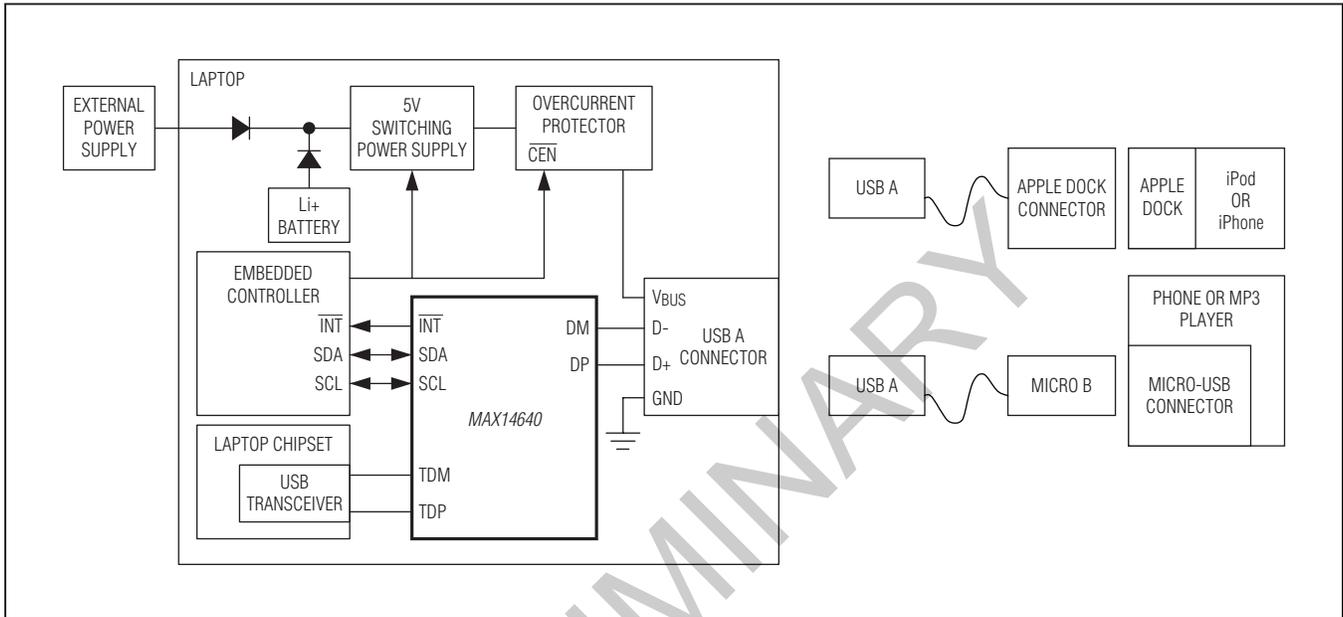 LAPTOP
EXTERNAL
POWER
SUPPLY
5V
SWITCHING
POWER SUPPLY
OVERCURRENT
PROTECTOR
CEN
Li+
BATTERY
EMBEDDED
CONTROLLER
INT
SDA
SCL
INT
SDA
SCL
DM
DP
MAX14640
TDM
TDP
VBUS
D-
D+
GND
USB A
CONNECTOR
LAPTOP CHIPSET
USB
TRANSCEIVER
USB A
APPLE DOCK
CONNECTOR
APPLE
DOCK
iPod
OR
iPhone
USB A
MICRO B
PHONE OR MP3
PLAYER
MICRO-USB
CONNECTOR
IMINARY